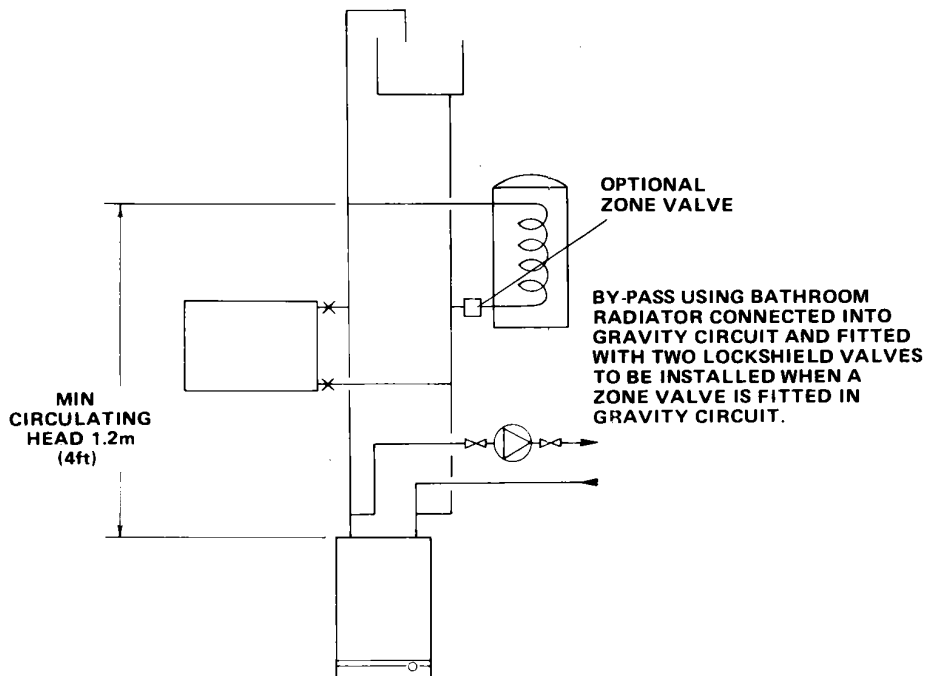 OPTIONAL
ZONE VALVE
BY-PASS USING BATHROOM
RADIATOR CONNECTED INTO
GRAVITY CIRCUIT AND FITTED
WITH TWO LOCKSHIELD VALVES
TO BE INSTALLED WHEN A
ZONE VALVE IS FITTED IN
GRAVITY CIRCUIT.
MIN
CIRCULATING
HEAD 1.2m
(4ft)